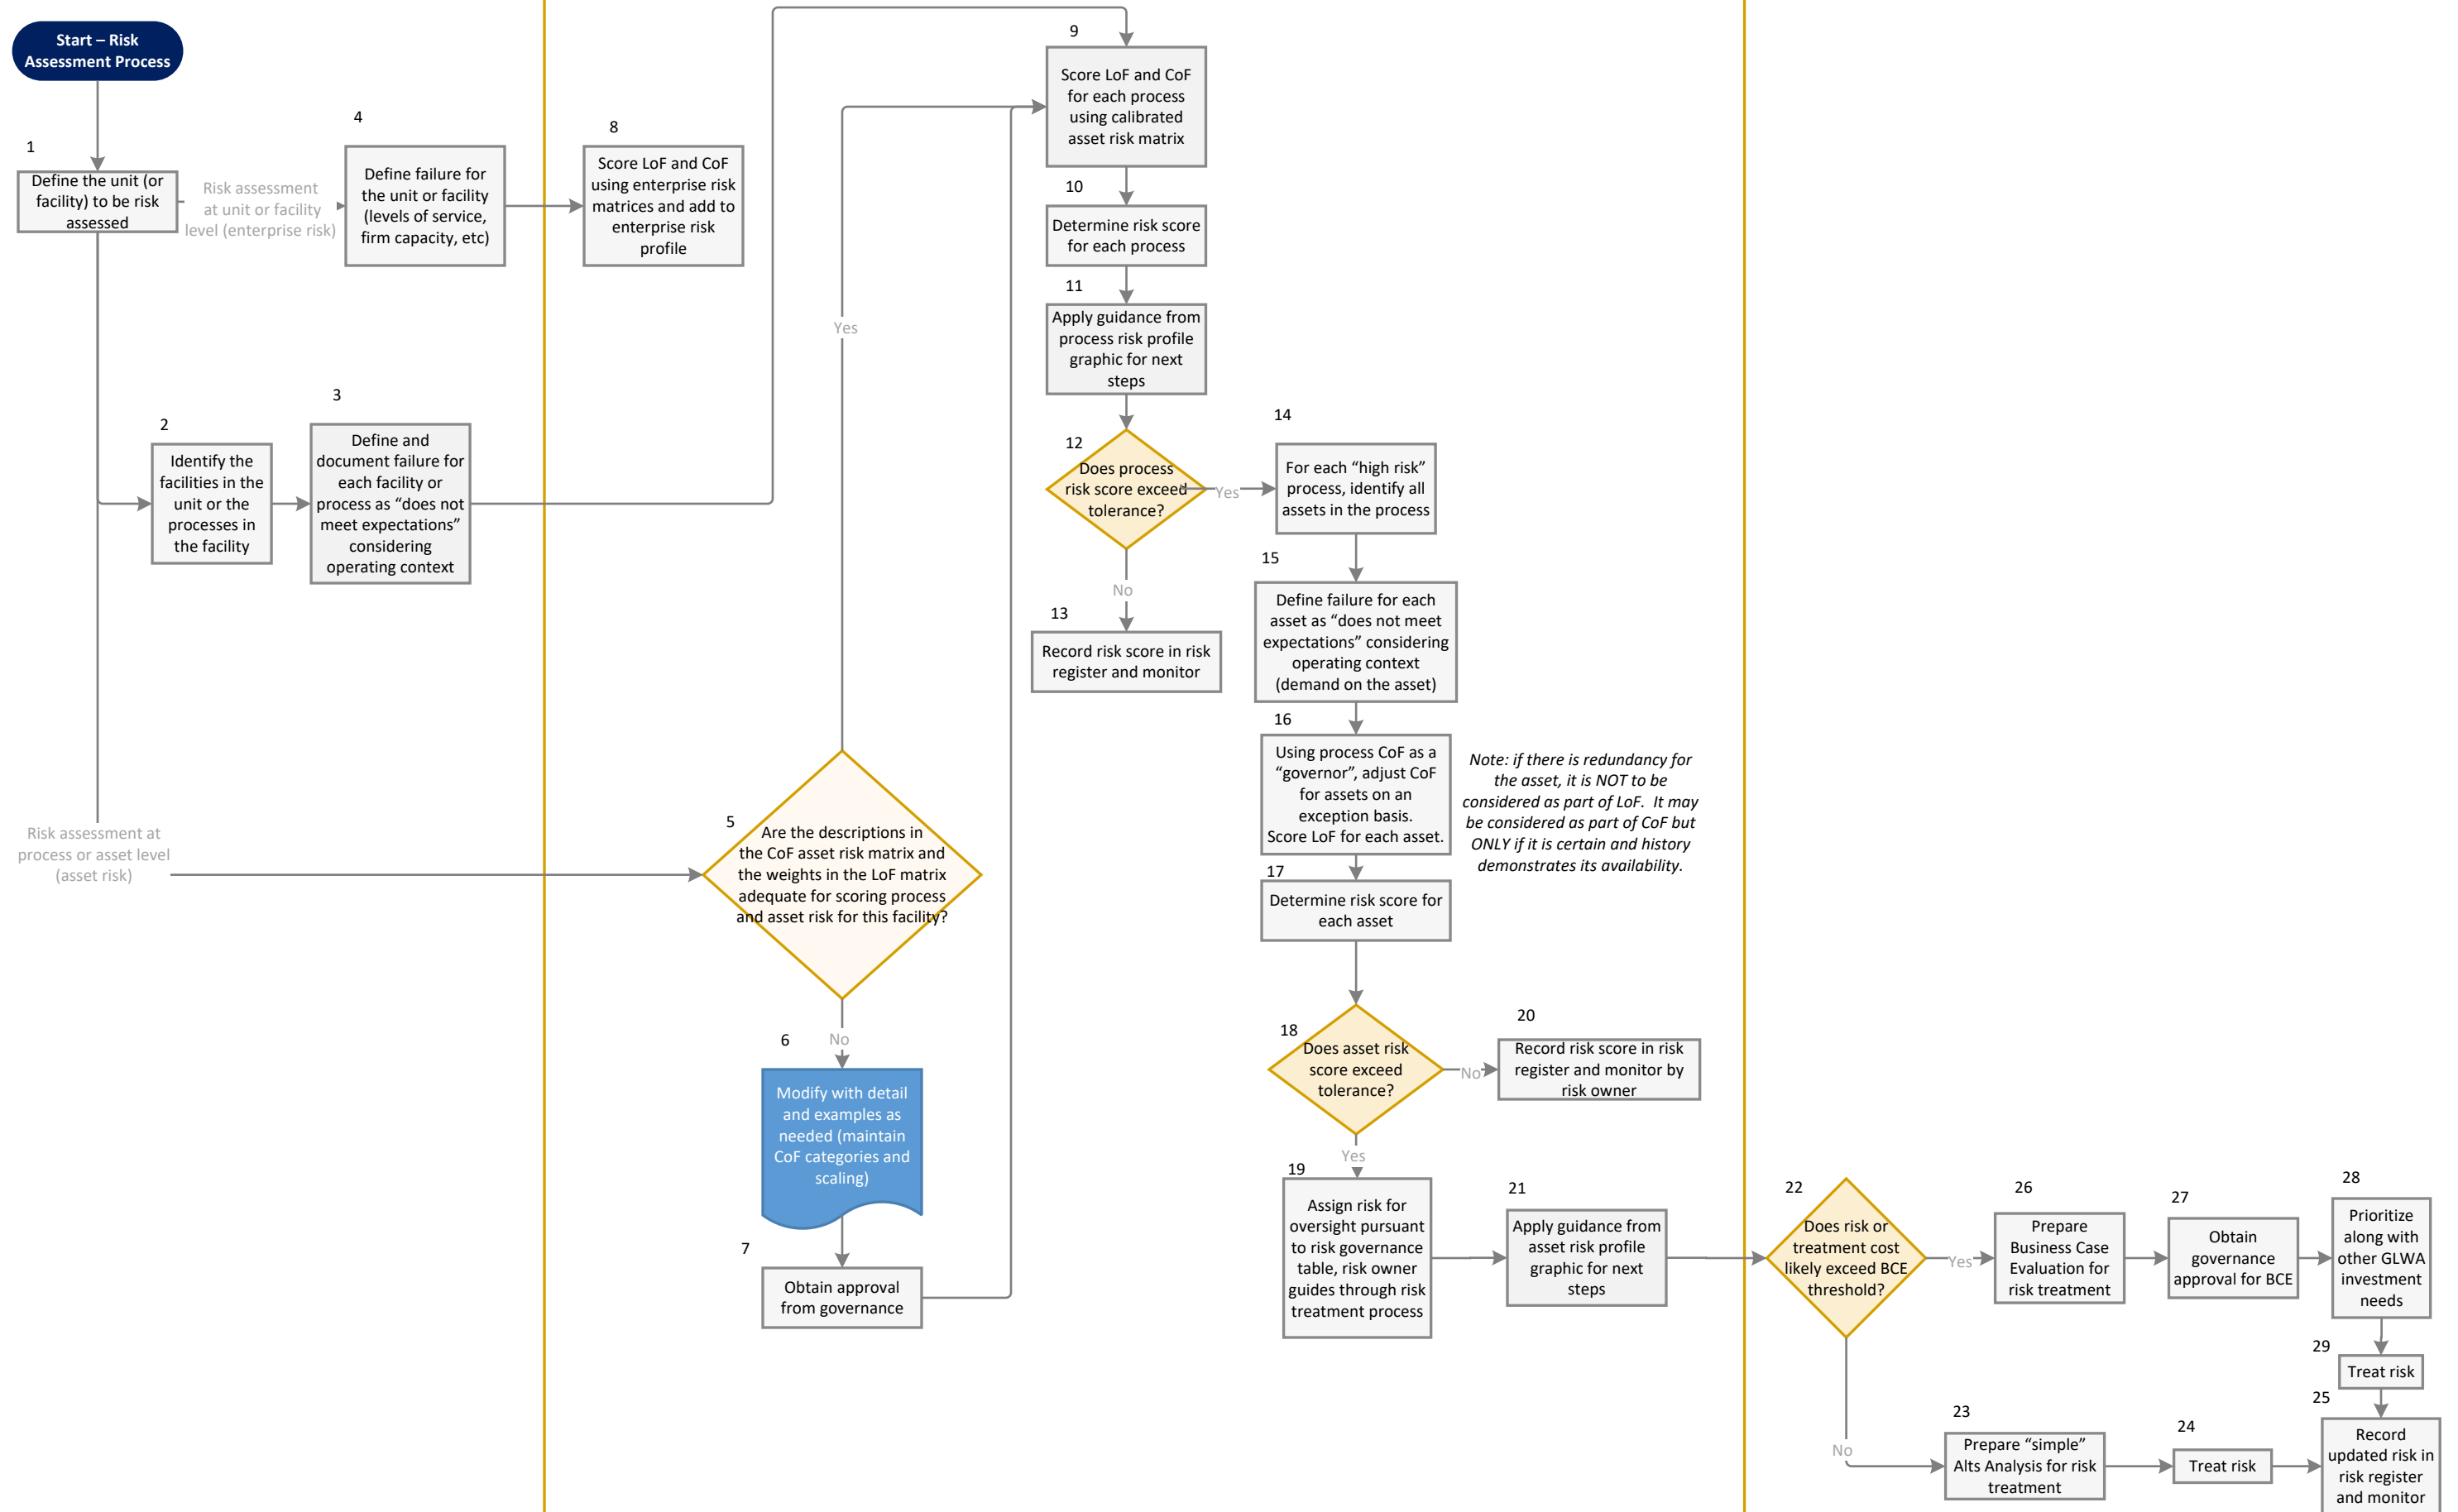 Start – Risk
Assessment Process
1
Define the unit (or
facility) to be risk
assessed
Risk assessment
at unit or facility
level (enterprise risk)
4
Define failure for
the unit or facility
(levels of service,
firm capacity, etc)
8
Score LoF and CoF
using enterprise risk
matrices and add to
enterprise risk
profile
2
Identify the
facilities in the
unit or the
processes in
the facility
3
Define and
document failure for
each facility or
process as “does not
meet expectations”
considering
operating context
Risk assessment at
process or asset level
(asset risk)
5
Are the descriptions in
the CoF asset risk matrix and
the weights in the LoF matrix
adequate for scoring process
and asset risk for this facility?
Yes
No
6
Modify with detail
and examples as
needed (maintain
CoF categories and
scaling)
7
Obtain approval
from governance
9
Score LoF and CoF
for each process
using calibrated
asset risk matrix
10
Determine risk score
for each process
11
Apply guidance from
process risk profile
graphic for next
steps
12
Does process
risk score exceed
tolerance?
Yes
No
13
Record risk score in risk
register and monitor
14
For each “high risk”
process, identify all
assets in the process
15
Define failure for each
asset as “does not meet
expectations” considering
operating context
(demand on the asset)
16
Using process CoF as a
“governor”, adjust CoF
for assets on an
exception basis.
Score LoF for each asset.
Note: if there is redundancy for
the asset, it is NOT to be
considered as part of LoF.  It may
be considered as part of CoF but
ONLY if it is certain and history
demonstrates its availability.
17
Determine risk score for
each asset
18
Does asset risk
score exceed
tolerance?
No
20
Record risk score in risk
register and monitor by
risk owner
Yes
19
Assign risk for
oversight pursuant
to risk governance
table, risk owner
guides through risk
treatment process
21
Apply guidance from
asset risk profile
graphic for next
steps
22
Does risk or
treatment cost
likely exceed BCE
threshold?
Yes
26
Prepare
Business Case
Evaluation for
risk treatment
27
Obtain
governance
approval for BCE
28
Prioritize
along with
other GLWA
investment
needs
29
Treat risk
No
23
Prepare “simple”
Alts Analysis for risk
treatment
24
Treat risk
25
Record
updated risk in
risk register
and monitor